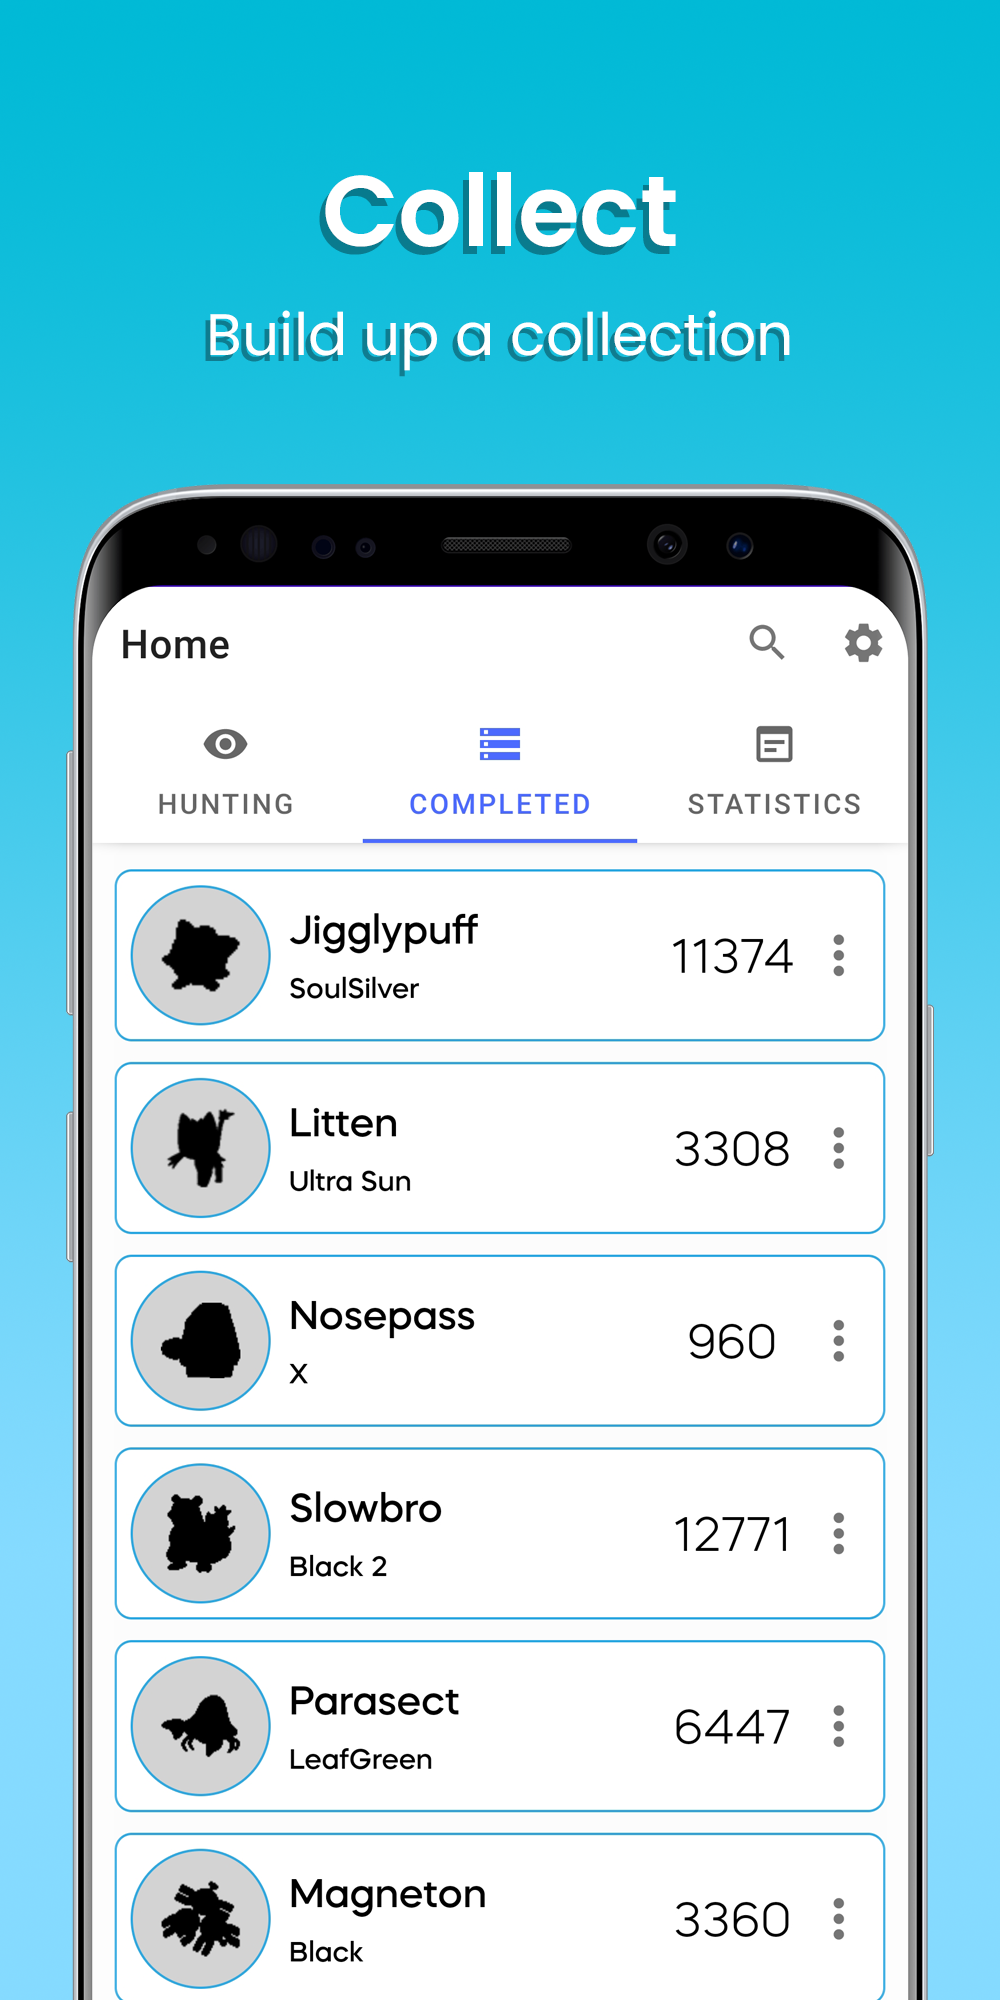 Collect
Build up a collection
Home
HUNTING
COMPLETED
STATISTICS
Jigglypuff
SoulSilver
11374
Litten
Ultra Sun
3308
Nosepass
X
960
Slowbro
Black 2
12771
Parasect
LeafGreen
6447
Magneton
Black
3360